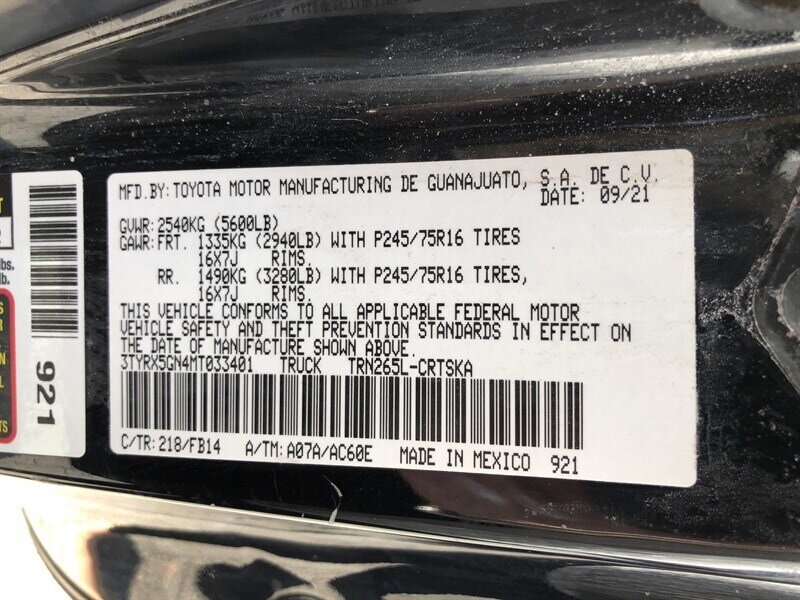 MFD.BY:TOYOTA MOTOR MANUFACTURING DE GUANAJUATO, S.A. DE C.V.
DATE: 09/21
GVWR:2540KG (5600LB)
GAWR:FRT. 1335KG (2940LB) WITH P245/75R16 TIRES
16X7J RIMS.
RR. 1490KG (3280LB) WITH P245/75R16 TIRES,
16X7J RIMS.
THIS VEHICLE CONFORMS TO ALL APPLICABLE FEDERAL MOTOR
VEHICLE SAFETY AND THEFT PREVENTION STANDARDS IN EFFECT ON
THE DATE OF MANUFACTURE SHOWN ABOVE.
3TYRX5GN4MT033401 TRUCK TRN265L-CRTSKA
C/TR:218/FB14 A/TM:A07A/AC60E MADE IN MEXICO 921
lbs.
lb.
921